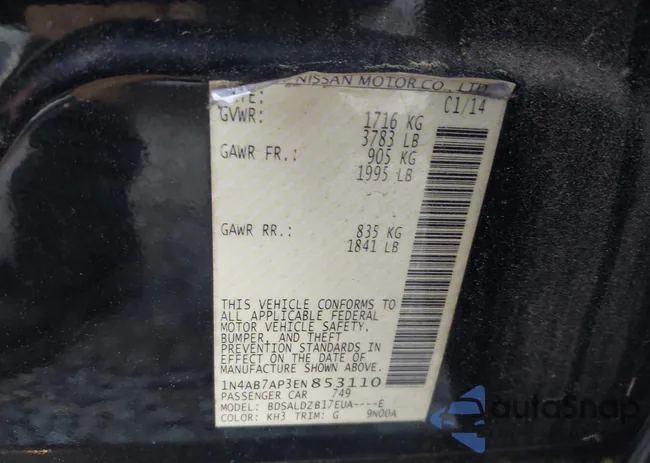 NISSAN MOTOR CO., LTD
DATE: 01/14
GVWR: 1716 KG
3783 LB
GAWR FR.: 905 KG
1995 LB
GAWR RR.: 835 KG
1841 LB
THIS VEHICLE CONFORMS TO
ALL APPLICABLE FEDERAL
MOTOR VEHICLE SAFETY,
BUMPER, AND THEFT
PREVENTION STANDARDS IN
EFFECT ON THE DATE OF
MANUFACTURE SHOWN ABOVE.
1N4AB7AP3EN853110
PASSENGER CAR 749
MODEL: BDSALDZB17EUA----E
COLOR: KH3 TRIM: G 9N00A
autoSnap